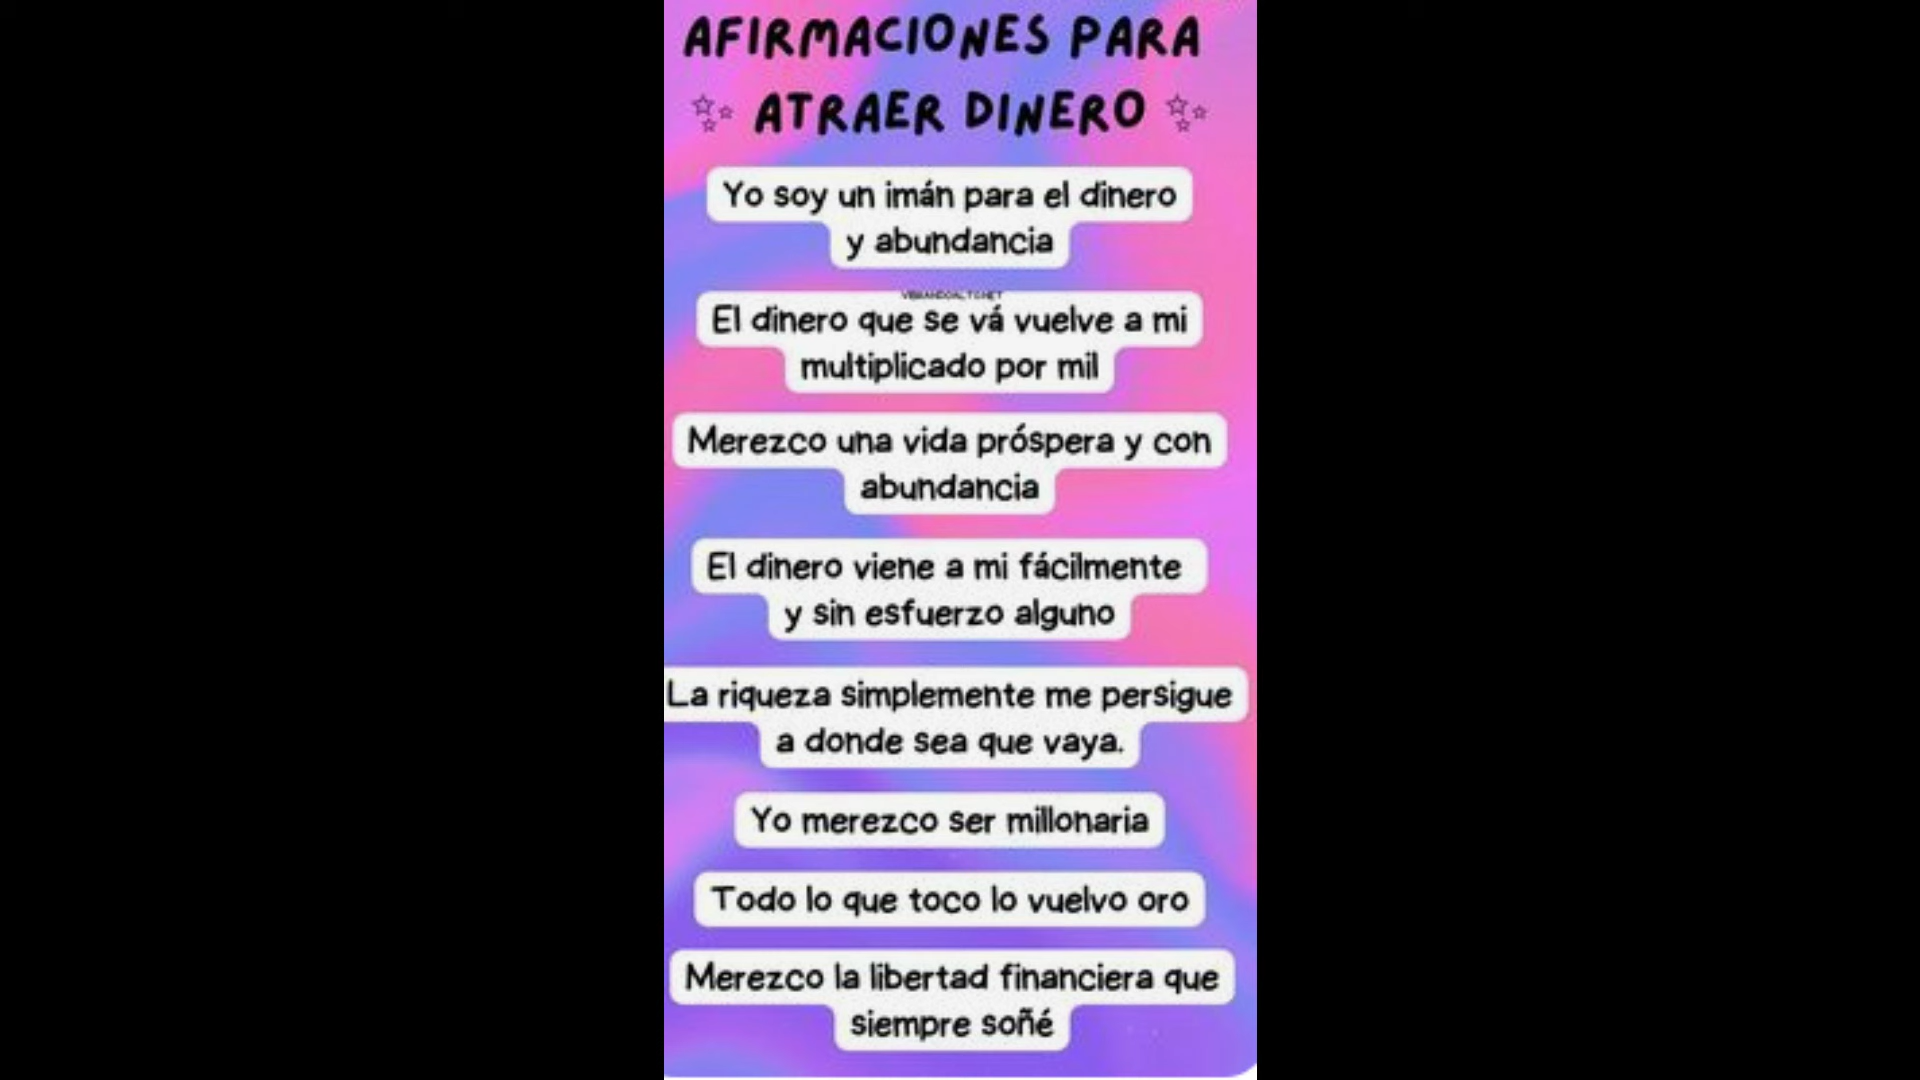 AFIRMACIONES PARA
ATRAER DINERO
Yo soy un imán para el dinero
y abundancia
VIBRANDOALTO.NET
El dinero que se vá vuelve a mi
multiplicado por mil
Merezco una vida próspera y con
abundancia
El dinero viene a mi fácilmente
y sin esfuerzo alguno
La riqueza simplemente me persigue
a donde sea que vaya.
Yo merezco ser millonaria
Todo lo que toco lo vuelvo oro
Merezco la libertad financiera que
siempre soñé